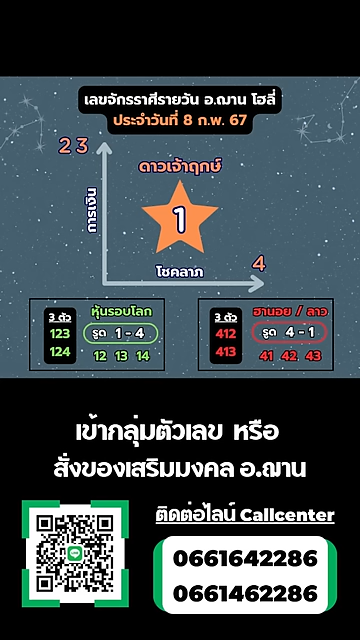 เลขจักรราศีรายวัน อ.ฌาน โฮลี่
ประจำวันที่ 8 ก.พ. 67
2 3
ดาวเจ้าฤกษ์
การเงิน
1
โชคลาภ
4
3 ตัว
123
124
หุ้นรอบโลก
รูด 1 - 4
12 13 14
3 ตัว
412
413
ฮานอย / ลาว
รูด 4 - 1
41 42 43
เข้ากลุ่มตัวเลข หรือ
สั่งของเสริมมงคล อ.ฌาน
ติดต่อไลน์ Callcenter
0661642286
0661462286
LINE